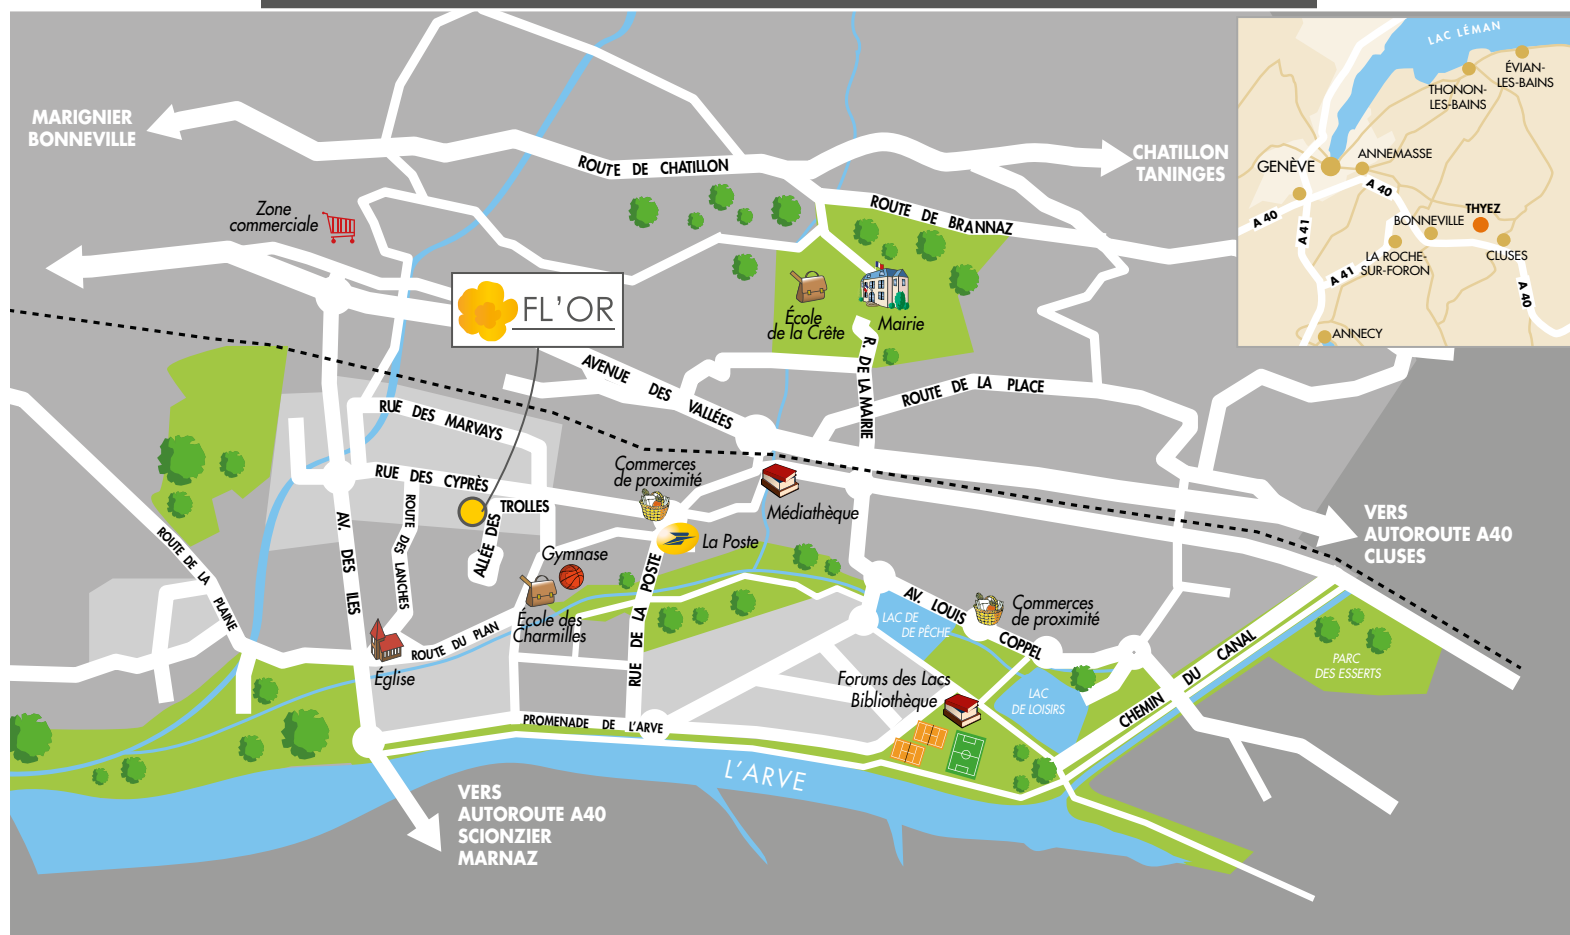 MARIGNIER
BONNEVILLE
Zone
commerciale
ROUTE DE CHATILLON
CHATILLON
TANINGES
ROUTE DE BRANNAZ
FL'OR
École
de la Crête
Mairie
R. DE LA MAIRIE
AVENUE DES VALLÉES
ROUTE DE LA PLACE
RUE DES MARVAYS
RUE DES CYPRÈS
ROUTE DES LANCHES
ALLÉE DES
TROLLES
AV. DES ILES
ROUTE DE LA PLAINE
Commerces
de proximité
Médiathèque
La Poste
Gymnase
École des
Charmilles
RUE DE LA POSTE
ROUTE DU PLAN
Église
PROMENADE DE L'ARVE
VERS
AUTOROUTE A40
CLUSES
AV. LOUIS COPPEL
Commerces
de proximité
LAC DE
DE PÊCHE
Forums des Lacs
Bibliothèque
LAC
DE LOISIRS
CHEMIN DU CANAL
PARC
DES ESSERTS
L'ARVE
VERS
AUTOROUTE A40
SCIONZIER
MARNAZ
LAC LÉMAN
ÉVIAN-
LES-BAINS
THONON-
LES-BAINS
GENÈVE
ANNEMASSE
A 40
A 40
A 41
BONNEVILLE
THYEZ
LA ROCHE-
SUR-FORON
CLUSES
A 41
A 40
ANNECY